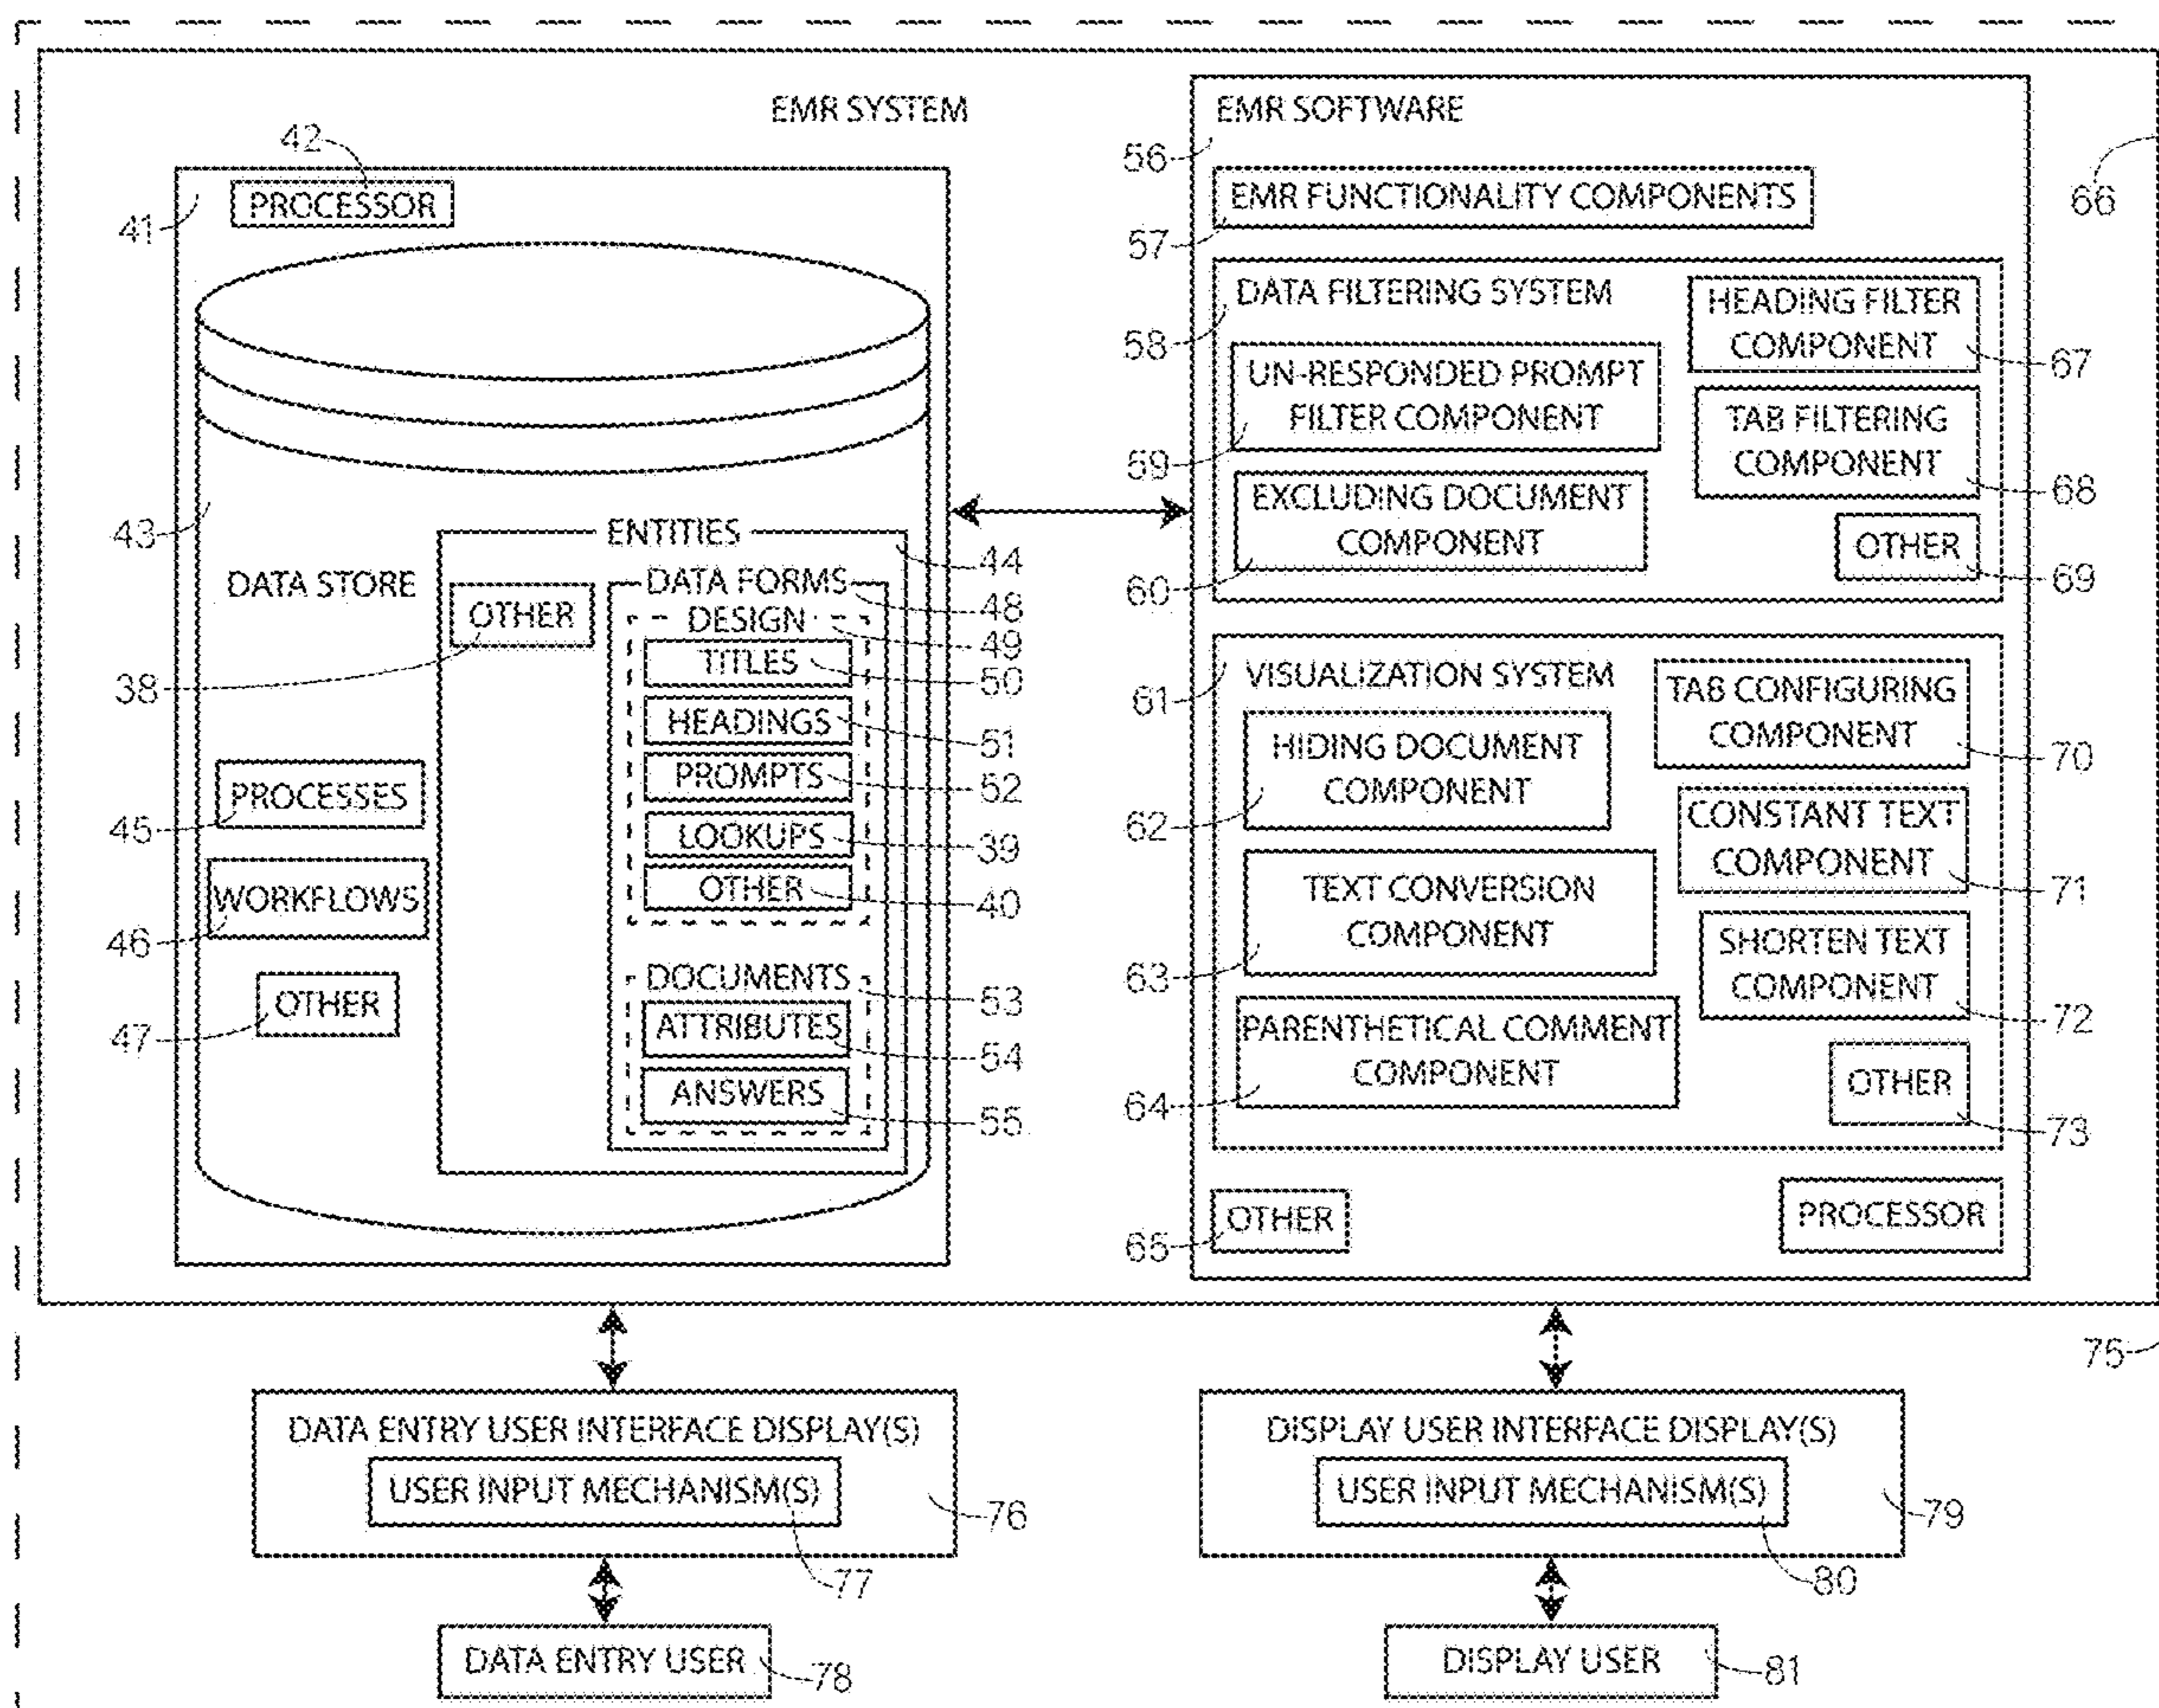 EMR SYSTEM
42
PROCESSOR
41
43
DATA STORE
ENTITIES
44
OTHER
38
DATA FORMS
48
DESIGN
49
TITLES
50
HEADINGS
51
PROMPTS
52
LOOKUPS
39
OTHER
40
PROCESSES
45
WORKFLOWS
46
OTHER
47
DOCUMENTS
53
ATTRIBUTES
54
ANSWERS
55
EMR SOFTWARE
56
66
EMR FUNCTIONALITY COMPONENTS
57
DATA FILTERING SYSTEM
58
HEADING FILTER
COMPONENT
67
UN-RESPONDED PROMPT
FILTER COMPONENT
59
TAB FILTERING
COMPONENT
68
EXCLUDING DOCUMENT
COMPONENT
60
OTHER
69
VISUALIZATION SYSTEM
61
TAB CONFIGURING
COMPONENT
70
HIDING DOCUMENT
COMPONENT
62
CONSTANT TEXT
COMPONENT
71
TEXT CONVERSION
COMPONENT
63
SHORTEN TEXT
COMPONENT
72
PARENTHETICAL COMMENT
COMPONENT
64
OTHER
73
OTHER
65
PROCESSOR
75
DATA ENTRY USER INTERFACE DISPLAY(S)
USER INPUT MECHANISM(S)
76
77
DATA ENTRY USER
78
DISPLAY USER INTERFACE DISPLAY(S)
USER INPUT MECHANISM(S)
79
80
DISPLAY USER
81